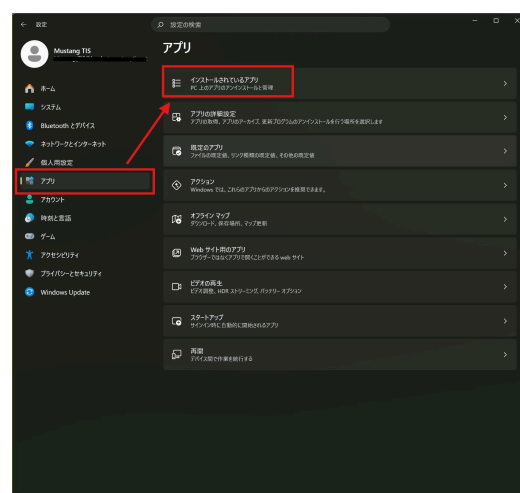 設定
設定の検索
Mustang TIS
アプリ
ホーム
システム
Bluetooth とデバイス
ネットワークとインターネット
個人用設定
アプリ
アカウント
時刻と言語
ゲーム
アクセシビリティ
プライバシーとセキュリティ
Windows Update
インストールされているアプリ
PC 上のアプリのアンインストールと管理
アプリの詳細設定
アプリの取得、アプリのアーカイブ、更新プログラムのアンインストールを行う場所を選択します
既定のアプリ
ファイルの既定値、リンク種類の既定値、その他の既定値
アクション
Windows では、これらのアプリからのアクションを推奨できます。
オフライン マップ
ダウンロード、保存場所、マップ更新
Web サイト用のアプリ
ブラウザーではなくアプリで開くことができる web サイト
ビデオの再生
ビデオ調整、HDR ストリーミング、バッテリー オプション
スタートアップ
サインイン時に自動的に開始されるアプリ
再開
デバイス間で作業を続行する